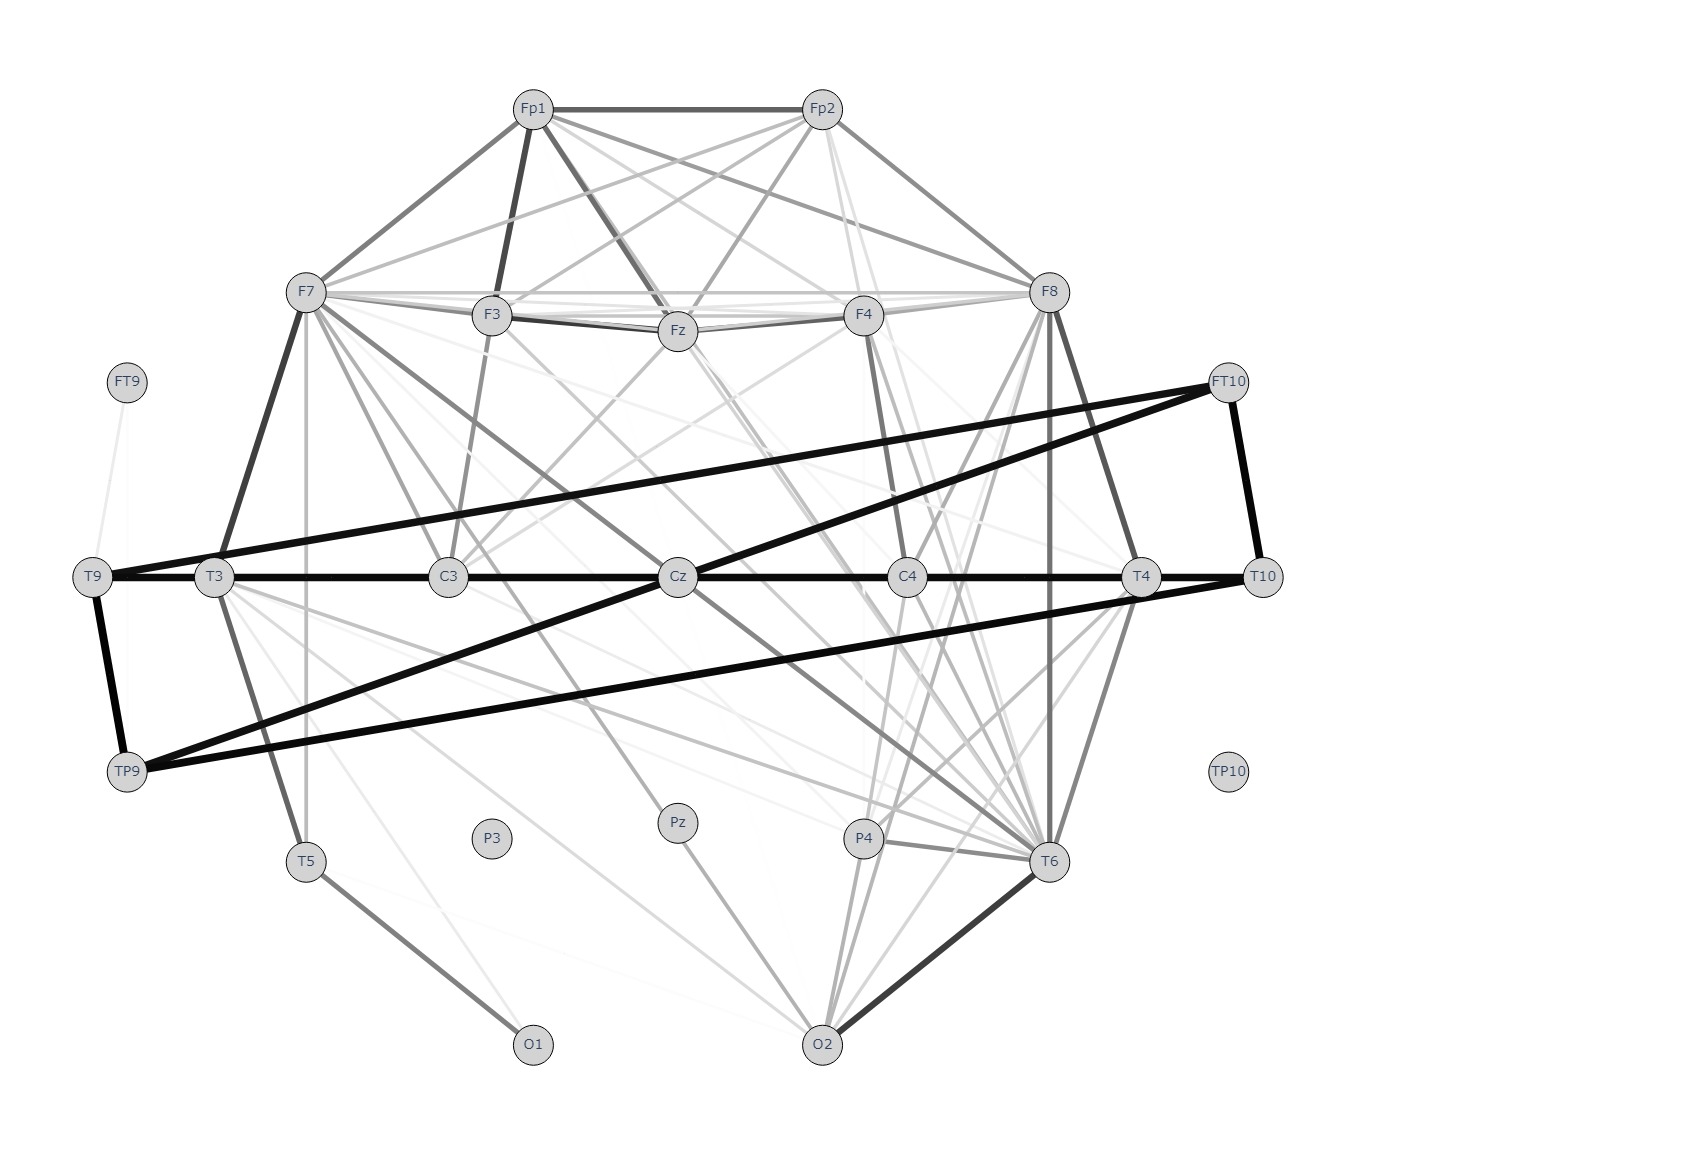 Fp1 Fp2
F7 F8
F3 Fz F4
FT9 FT10
T9 T3 C3 Cz C4 T4 T10
TP9 TP10
Pz
P3 P4
T5 T6
O1 O2